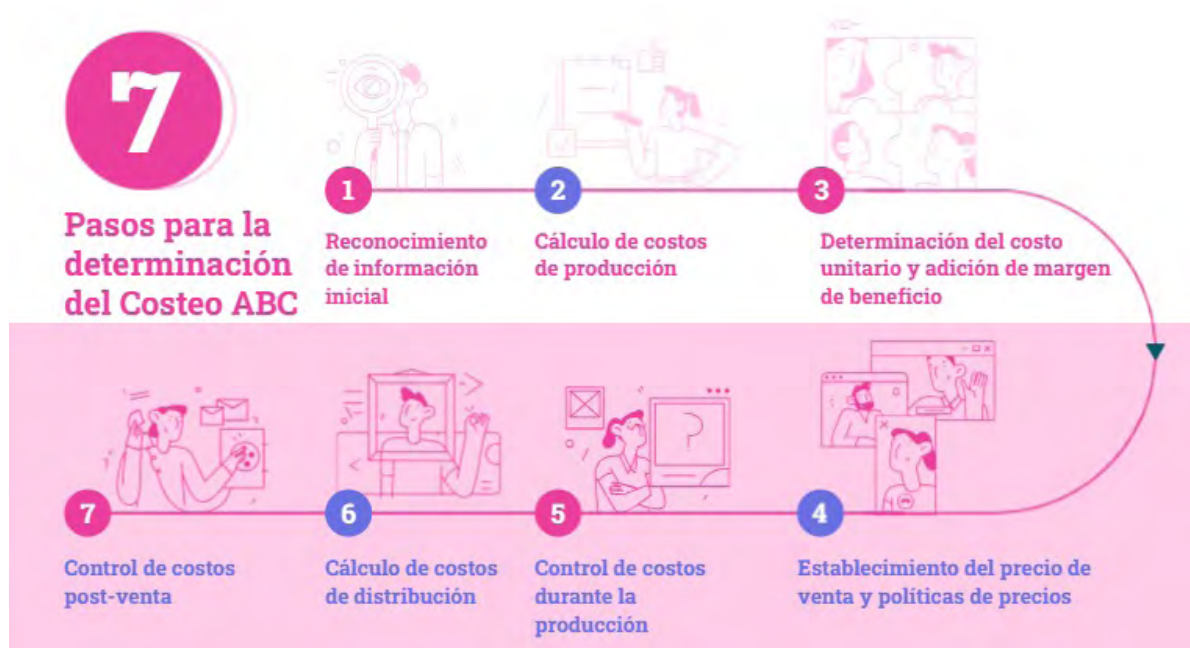 7
Pasos para la
determinación
del Costeo ABC
1
Reconocimiento
de información
inicial
2
Cálculo de costos
de producción
3
Determinación del costo
unitario y adición de margen
de beneficio
4
Establecimiento del precio de
venta y políticas de precios
5
Control de costos
durante la
producción
6
Cálculo de costos
de distribución
7
Control de costos
post-venta